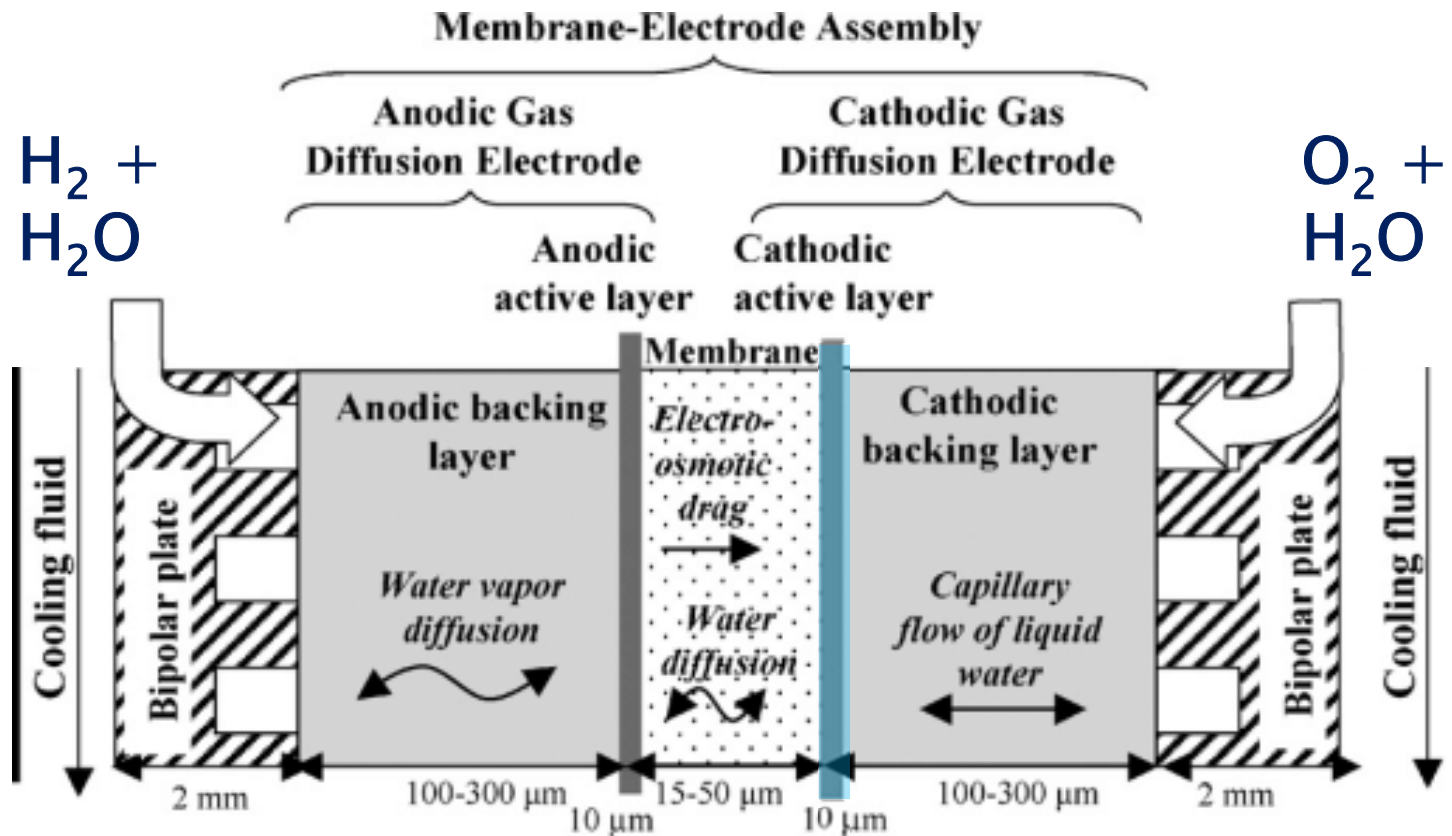 Membrane-Electrode Assembly
Anodic Gas
Diffusion Electrode
Cathodic Gas
Diffusion Electrode
H₂ +
H₂O
O₂ +
H₂O
Anodic
active layer
Cathodic
active layer
Membrane
Anodic backing
layer
Electro-
osmotic
drag
Cathodic
backing layer
Cooling fluid
Bipolar plate
Water vapor
diffusion
Water
diffusion
Capillary
flow of liquid
water
Bipolar plate
Cooling fluid
2 mm
100-300 μm
10 μm
15-50 μm
10 μm
100-300 μm
2 mm